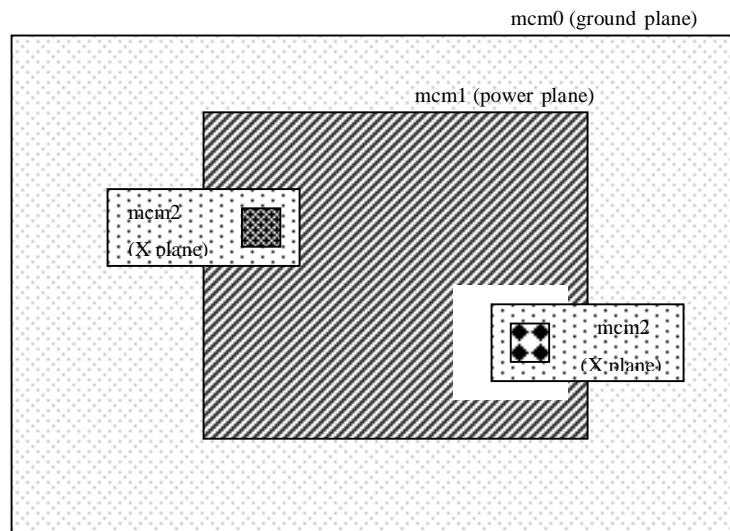 mcm0 (ground plane)
mcm1 (power plane)
mcm2
(X plane)
mcm2
(X plane)